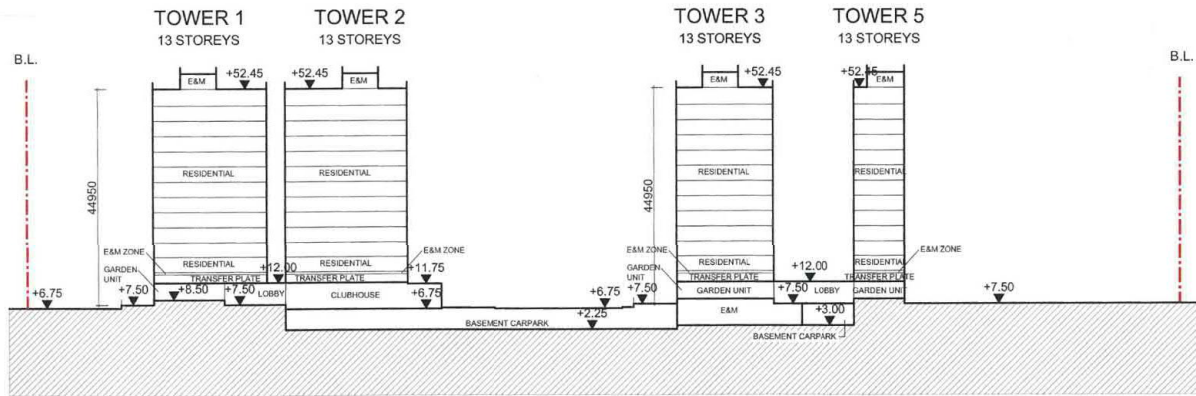 TOWER 1
13 STOREYS
TOWER 2
13 STOREYS
TOWER 3
13 STOREYS
TOWER 5
13 STOREYS
B.L.
B.L.
E&M
+52.45
+52.45
E&M
E&M
+52.45
+52.45
E&M
44950
RESIDENTIAL
RESIDENTIAL
44950
RESIDENTIAL
RESIDENTIAL
RESIDENTIAL
RESIDENTIAL
RESIDENTIAL
RESIDENTIAL
E&M ZONE
E&M ZONE
E&M ZONE
E&M ZONE
TRANSFER PLATE
+12.00
TRANSFER PLATE
+11.75
TRANSFER PLATE
+12.00
TRANSFER PLATE
GARDEN
UNIT
GARDEN
UNIT
GARDEN UNIT
LOBBY
GARDEN UNIT
+6.75
+7.50
+8.50
+7.50
LOBBY
CLUBHOUSE
+6.75
+6.75
+7.50
+7.50
+7.50
BASEMENT CARPARK
+2.25
E&M
+3.00
BASEMENT CARPARK